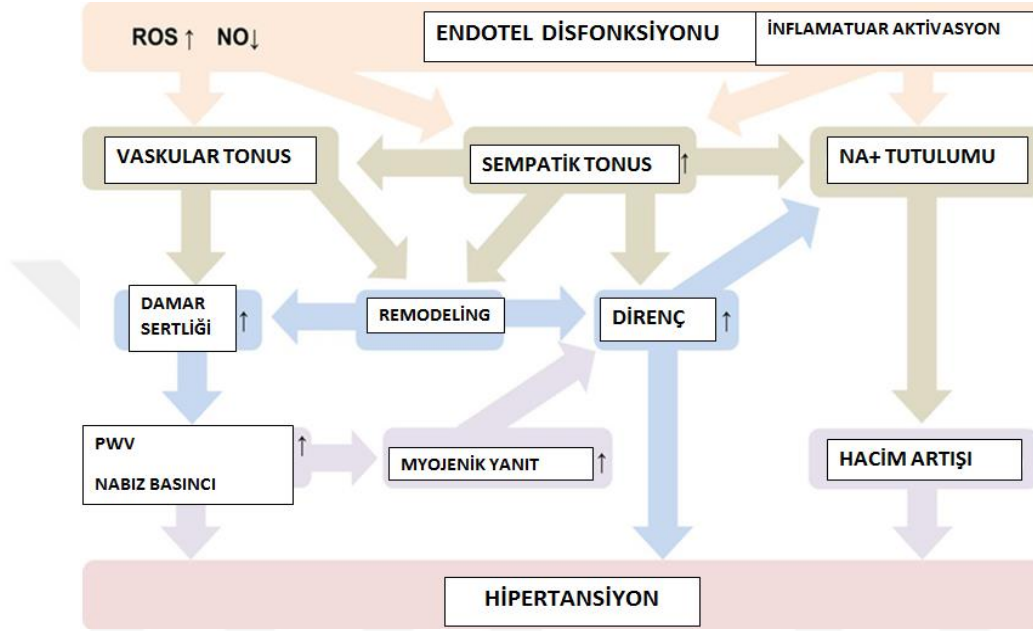 ROS ↑ NO↓
ENDOTEL DİSFONKSİYONU
İNFLAMATUAR AKTİVASYON
VASKULAR TONUS
SEMPATİK TONUS ↑
NA+ TUTULUMU
DAMAR
SERTLİĞİ ↑
REMODELİNG
DİRENÇ ↑
PWV ↑
NABIZ BASINCI
MYOJENİK YANIT ↑
HACİM ARTIŞI
HİPERTANSİYON